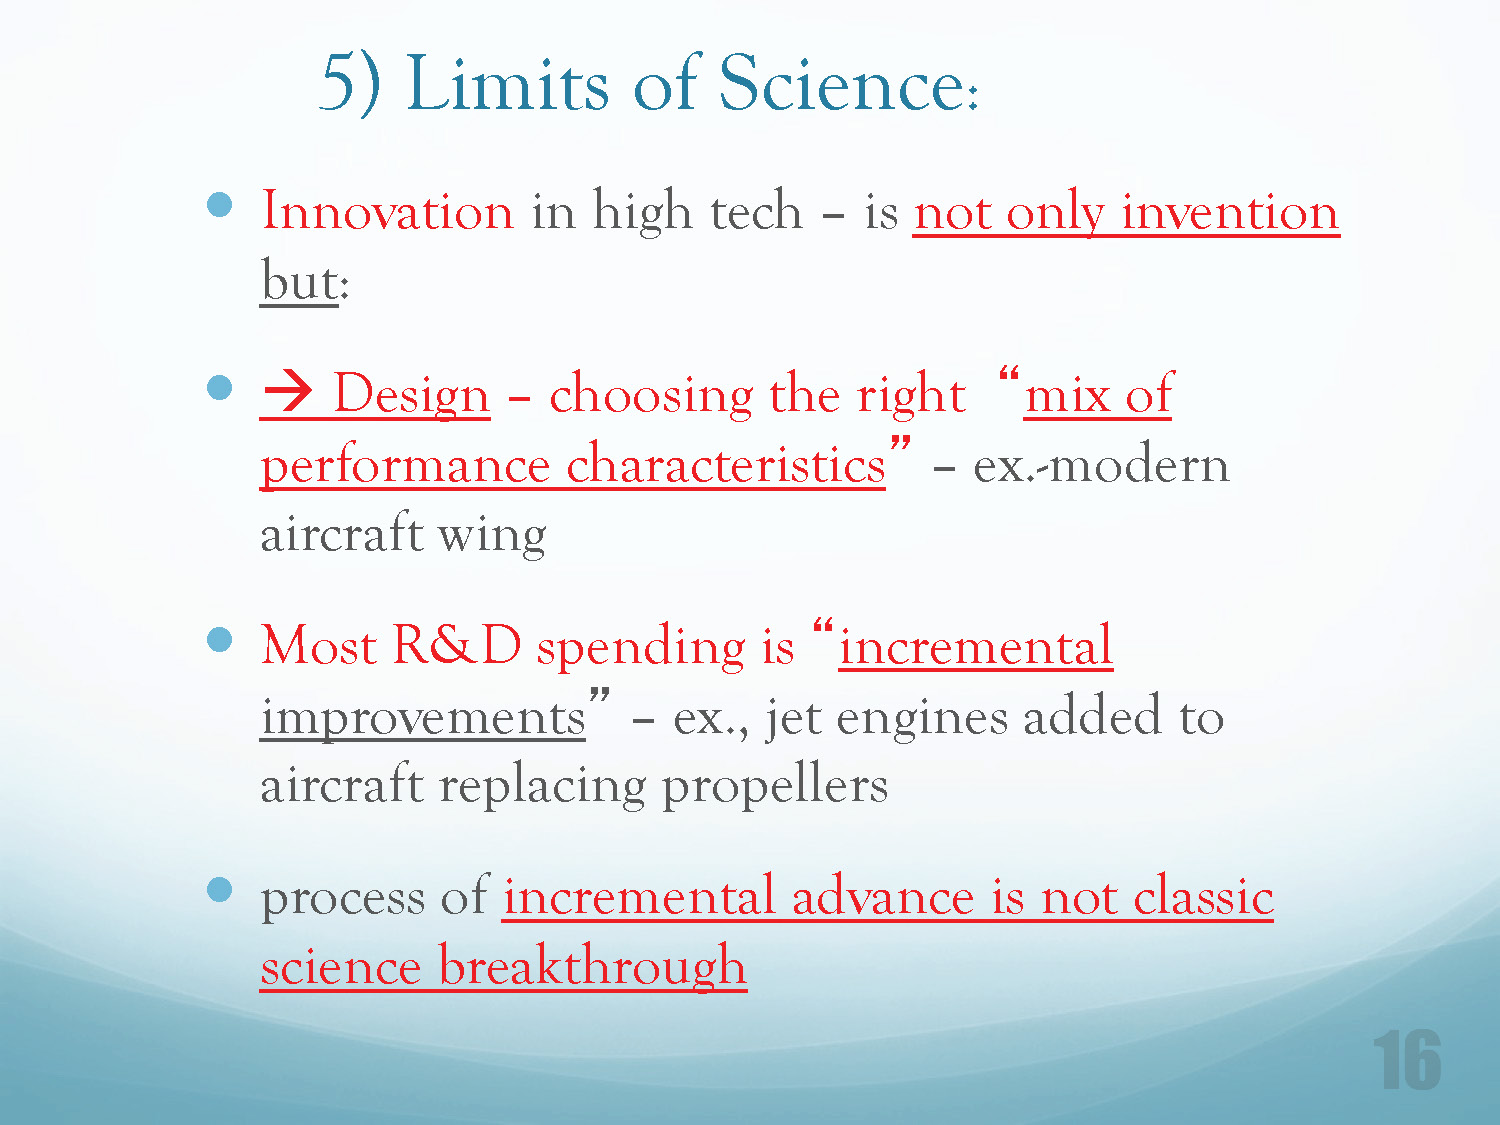 5) Limits of Science:
• Innovation in high tech – is not only invention
but:
• → Design – choosing the right “mix of
performance characteristics” – ex.-modern
aircraft wing
• Most R&D spending is “incremental
improvements” – ex., jet engines added to
aircraft replacing propellers
• process of incremental advance is not classic
science breakthrough
16